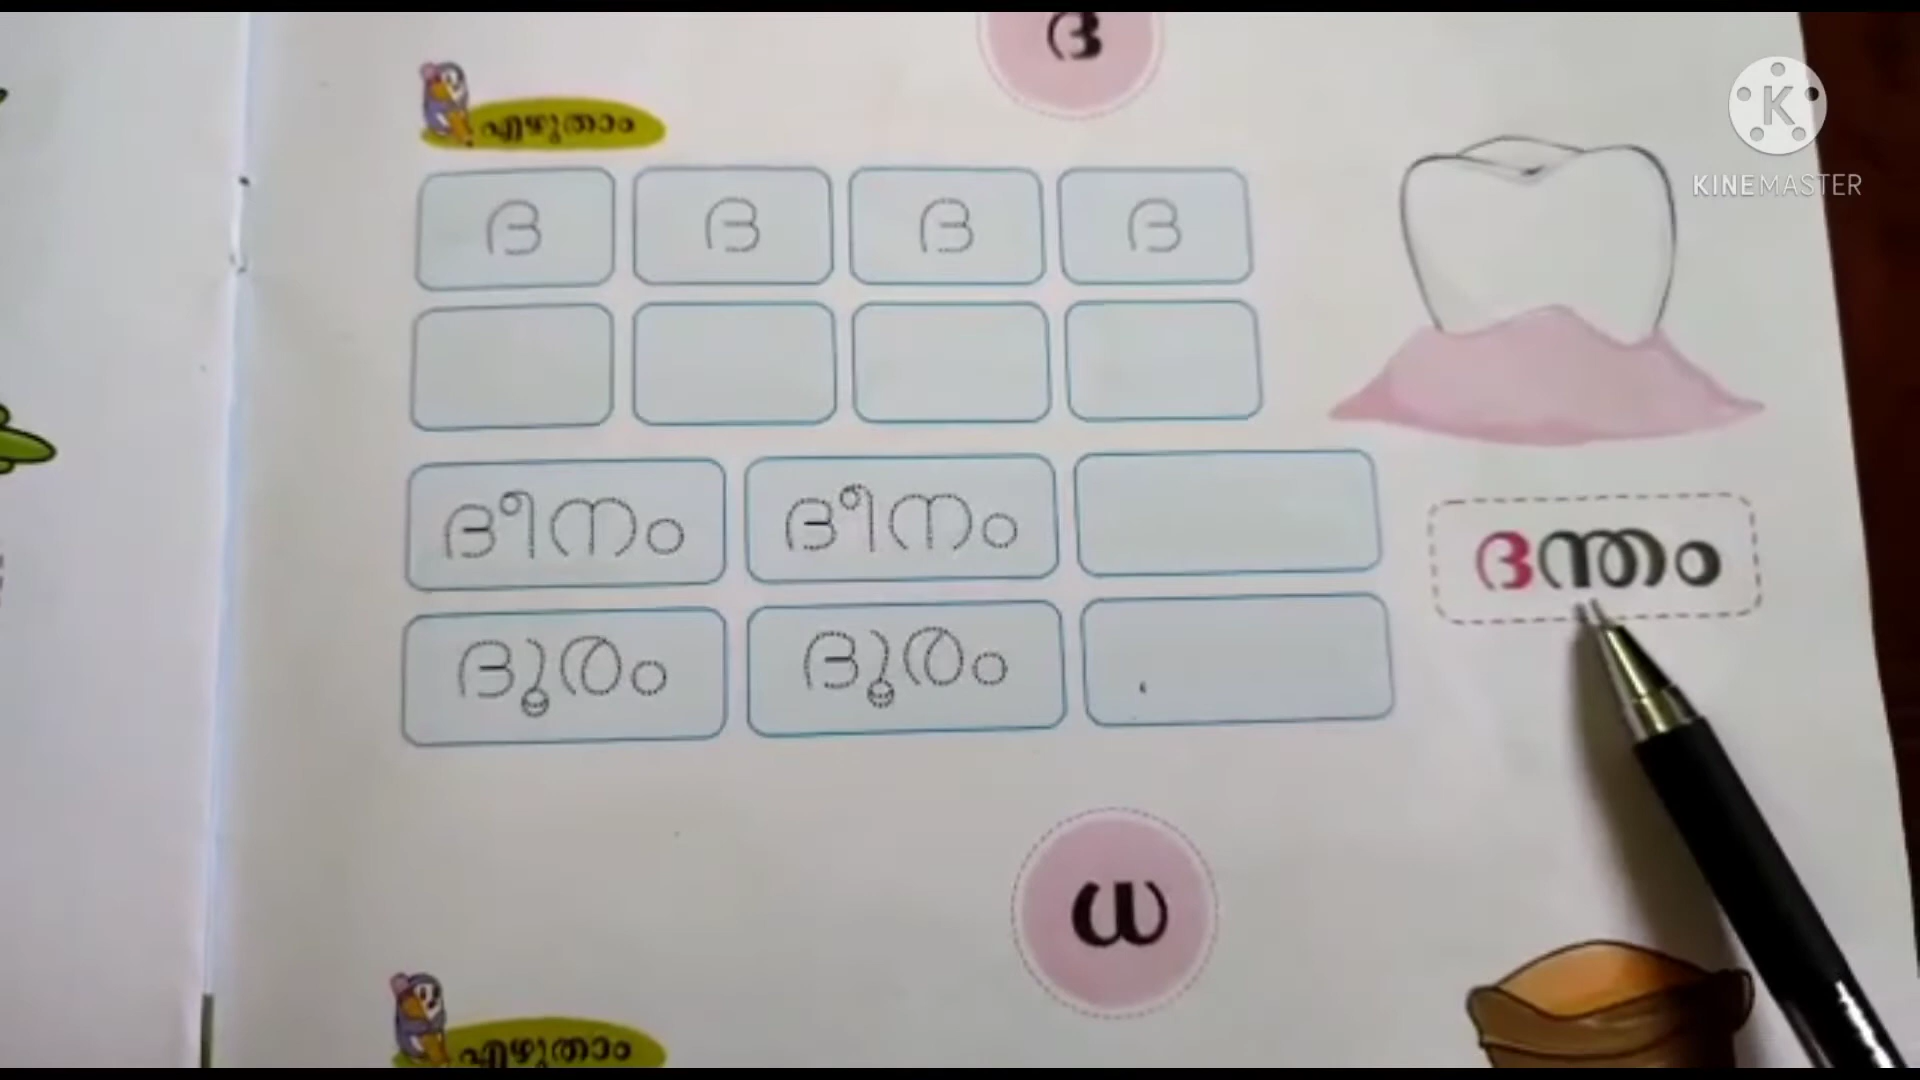 ദ
K
KINEMASTER
എഴുതാം
ദ ദ ദ ദ
ദീനം ദീനം
ദന്തം
ദൂരം ദൂരം
ധ
എഴുതാം